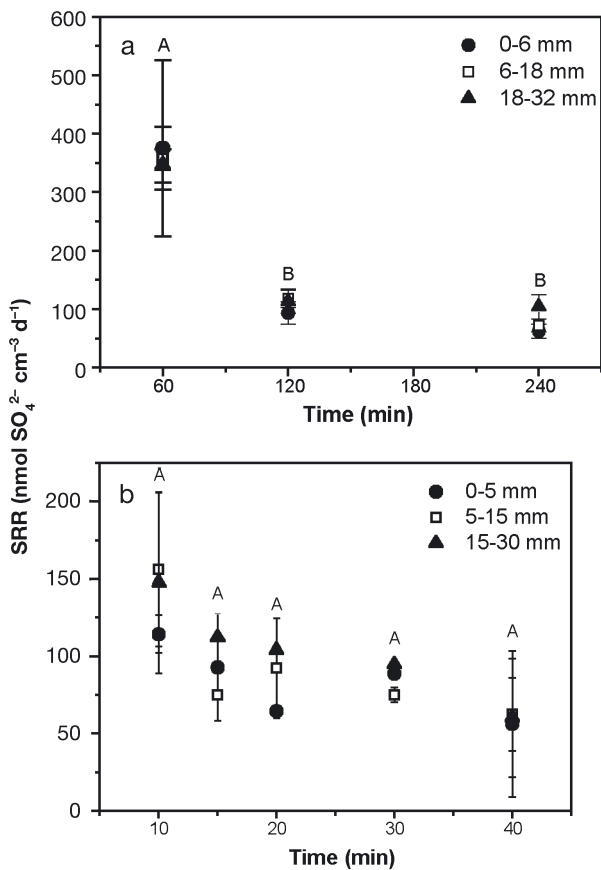 a
A
B
B
0-6 mm
6-18 mm
18-32 mm
600
500
400
300
200
100
0
60
120
180
240
Time (min)
SRR (nmol SO₄²⁻ cm⁻³ d⁻¹)
b
A
A
A
A
A
0-5 mm
5-15 mm
15-30 mm
200
150
100
50
0
10
20
30
40
Time (min)